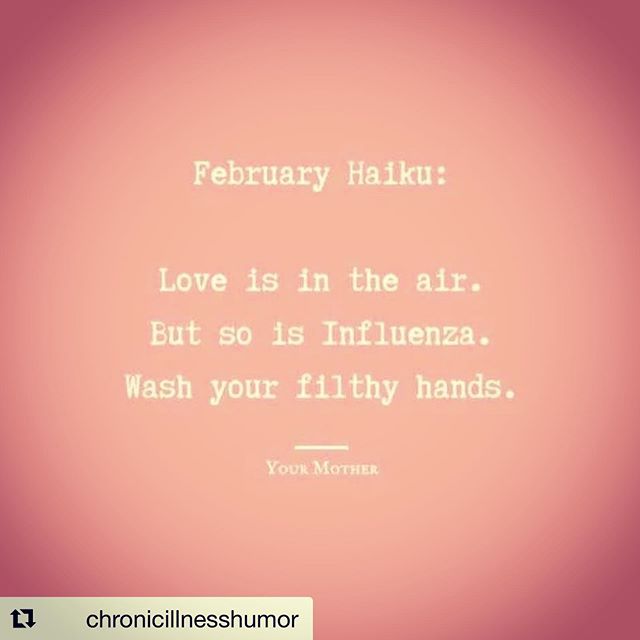 February Haiku:
Love is in the air.
But so is Influenza.
Wash your filthy hands.
Your Mother
chronicillnesshumor